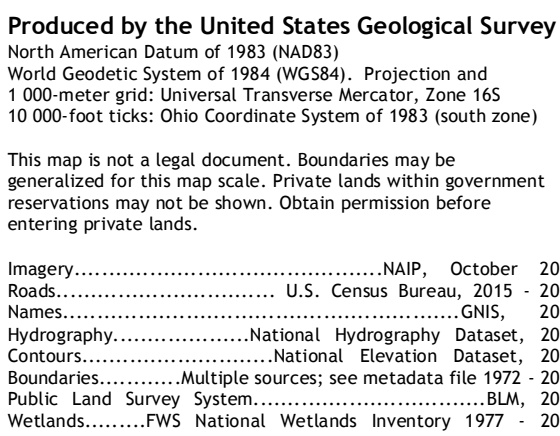 Produced by the United States Geological Survey
North American Datum of 1983 (NAD83)
World Geodetic System of 1984 (WGS84). Projection and
1 000-meter grid: Universal Transverse Mercator, Zone 16S
10 000-foot ticks: Ohio Coordinate System of 1983 (south zone)
This map is not a legal document. Boundaries may be
generalized for this map scale. Private lands within government
reservations may not be shown. Obtain permission before
entering private lands.
Imagery.........................................NAIP, October 20
Roads............................. U.S. Census Bureau, 2015 - 20
Names.....................................................GNIS, 20
Hydrography...................National Hydrography Dataset, 20
Contours.........................National Elevation Dataset, 20
Boundaries...........Multiple sources; see metadata file 1972 - 20
Public Land Survey System................................BLM, 20
Wetlands.........FWS National Wetlands Inventory 1977 - 20